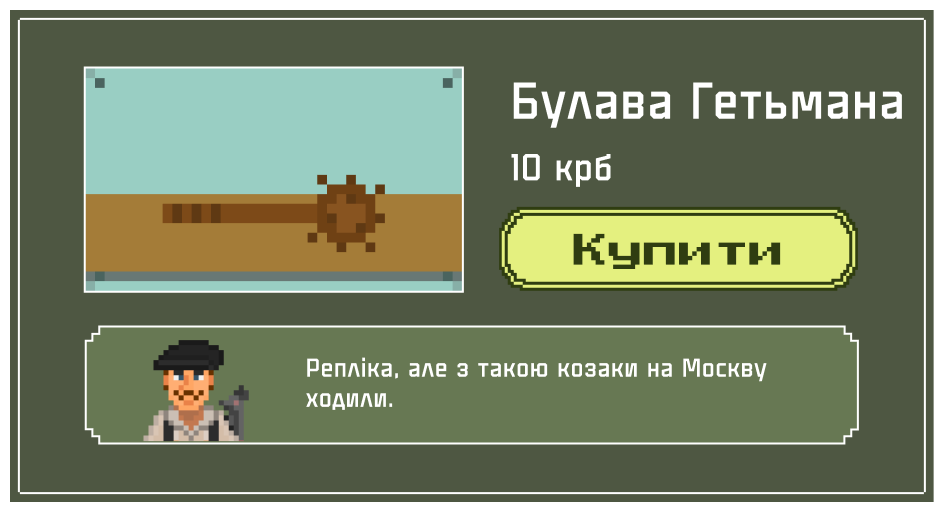 Булава Гетьмана
10 крб
Купити
Репліка, але з такою козаки на Москву
ходили.